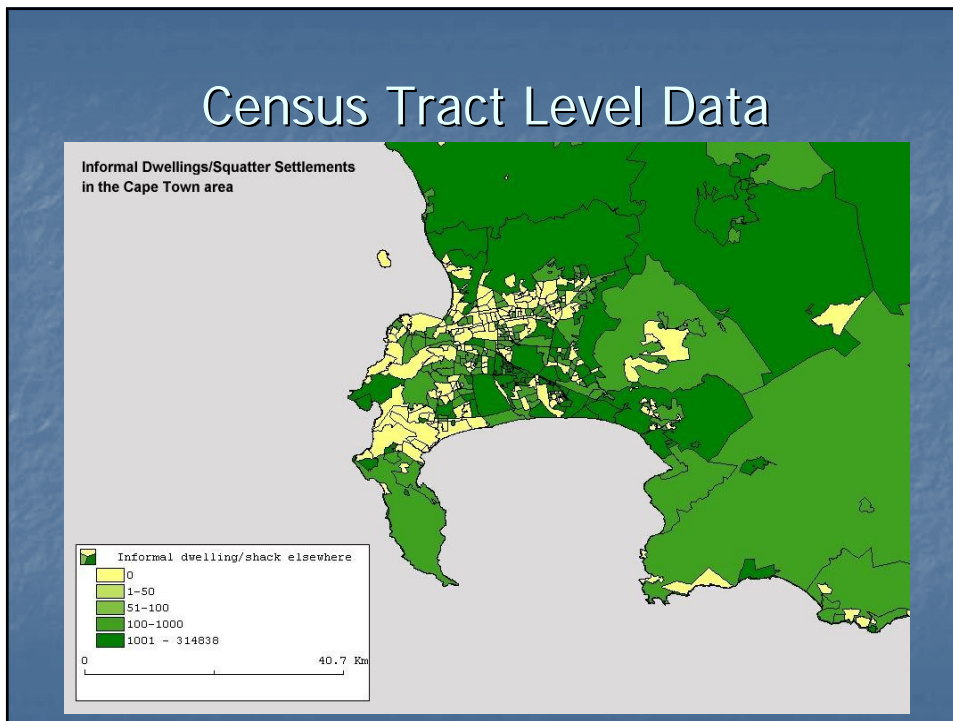 Census Tract Level Data
Informal Dwellings/Squatter Settlements
in the Cape Town area
Informal dwelling/shack elsewhere
0
1-50
51-100
100-1000
1001 - 314838
0 40.7 Km